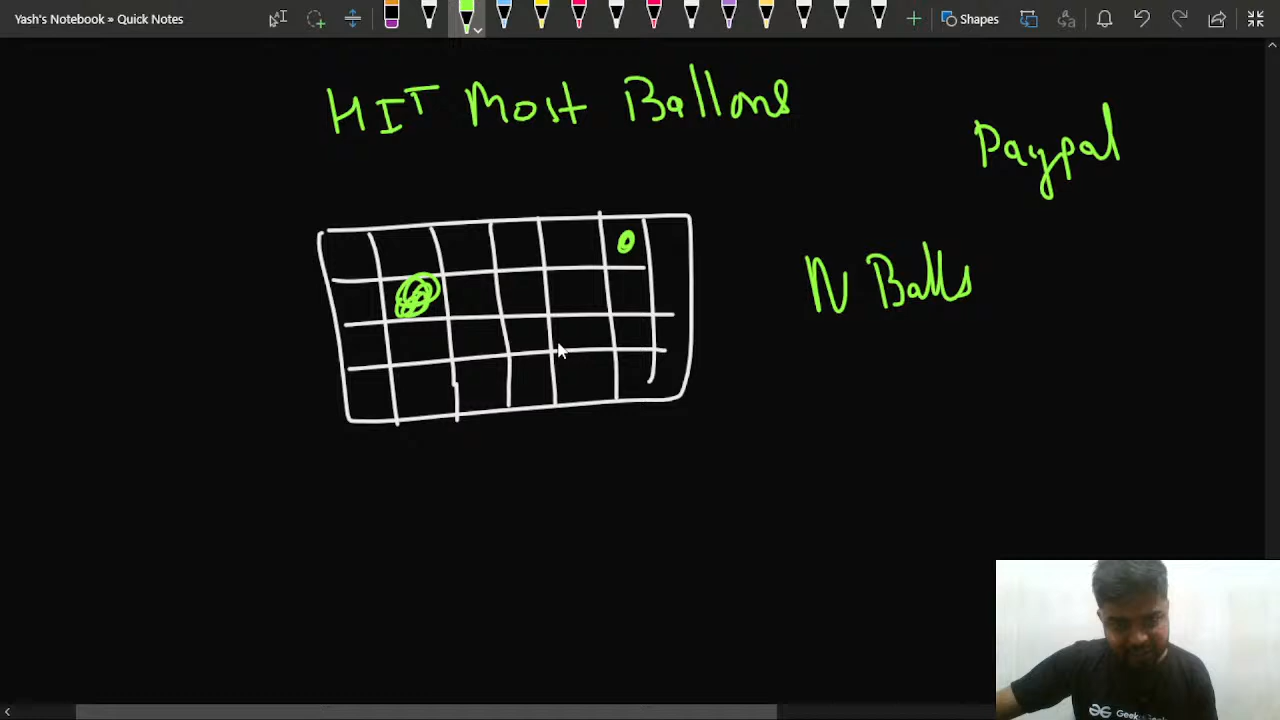 Yash's Notebook » Quick Notes
Shapes
HIT Most Ballons
Paypal
N Balls